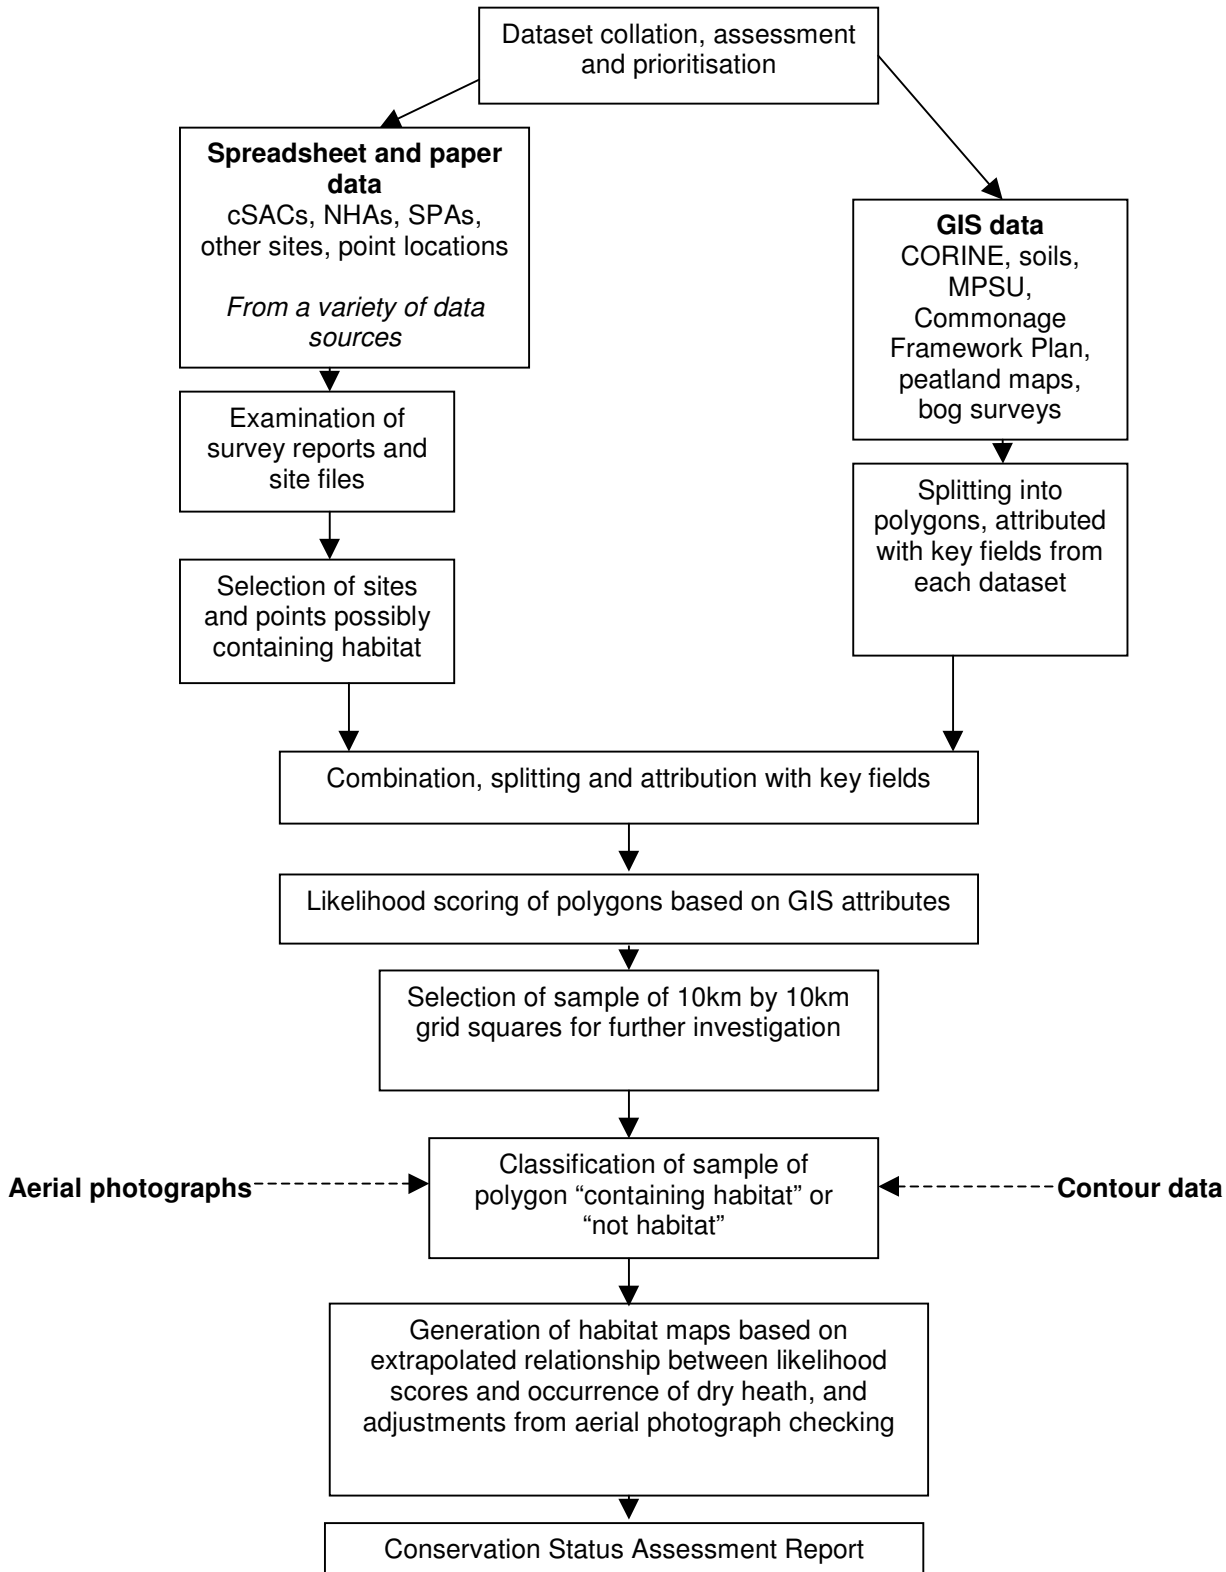 Dataset collation, assessment
and prioritisation
Spreadsheet and paper
data
cSACs, NHAs, SPAs,
other sites, point locations
From a variety of data
sources
GIS data
CORINE, soils,
MPSU,
Commonage
Framework Plan,
peatland maps,
bog surveys
Examination of
survey reports and
site files
Splitting into
polygons, attributed
with key fields from
each dataset
Selection of sites
and points possibly
containing habitat
Combination, splitting and attribution with key fields
Likelihood scoring of polygons based on GIS attributes
Selection of sample of 10km by 10km
grid squares for further investigation
Aerial photographs
Classification of sample of
polygon “containing habitat” or
“not habitat”
Contour data
Generation of habitat maps based on
extrapolated relationship between likelihood
scores and occurrence of dry heath, and
adjustments from aerial photograph checking
Conservation Status Assessment Report